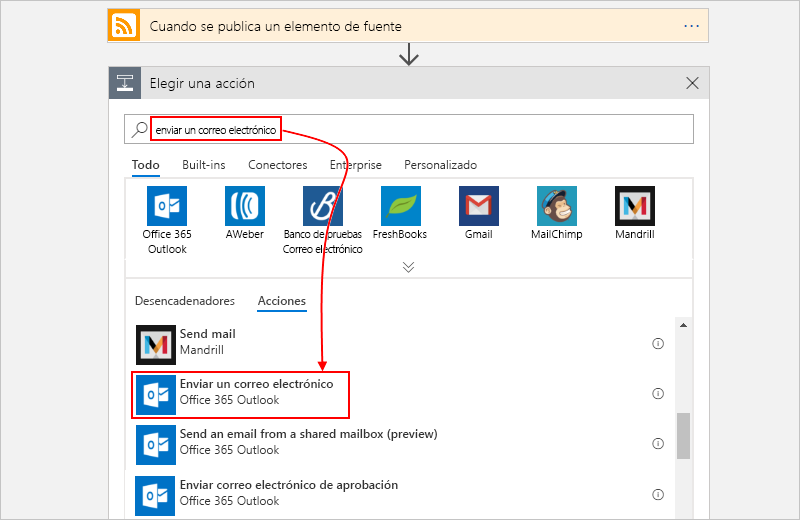 Cuando se publica un elemento de fuente
Elegir una acción
enviar un correo electrónico
Todo Built-ins Conectores Enterprise Personalizado
Office 365 Outlook
AWeber
Banco de pruebas Correo electrónico
FreshBooks
Gmail
MailChimp
Mandrill
Desencadenadores Acciones
Send mail
Mandrill
Enviar un correo electrónico
Office 365 Outlook
Send an email from a shared mailbox (preview)
Office 365 Outlook
Enviar correo electrónico de aprobación
Office 365 Outlook